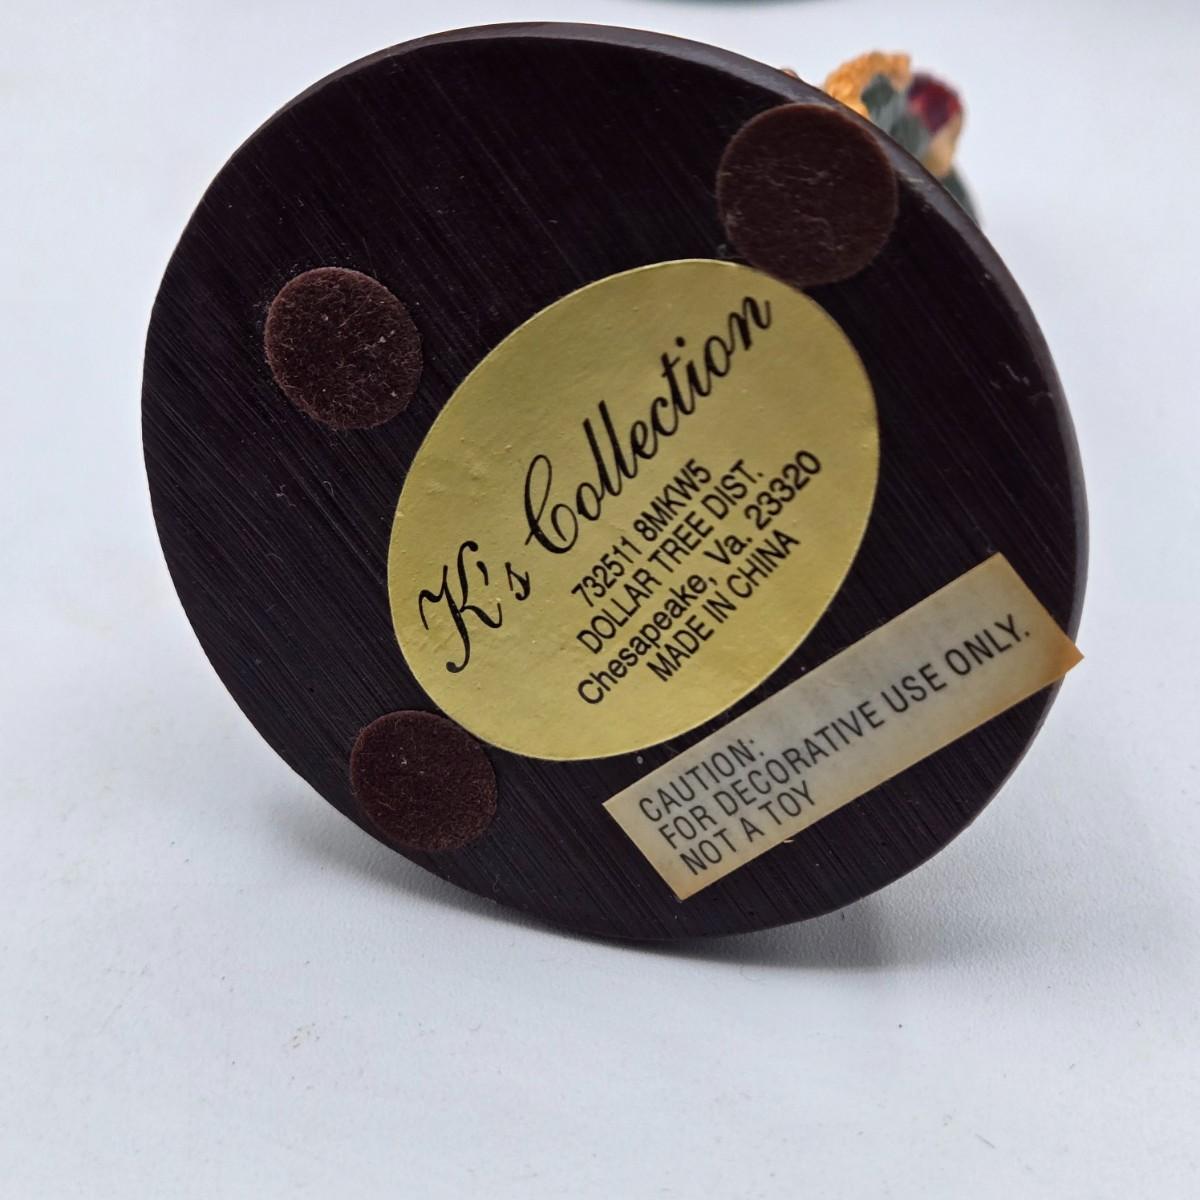 K's Collection
732511 8MKW5
DOLLAR TREE DIST.
Chesapeake, Va. 23320
MADE IN CHINA
CAUTION:
FOR DECORATIVE USE ONLY.
NOT A TOY